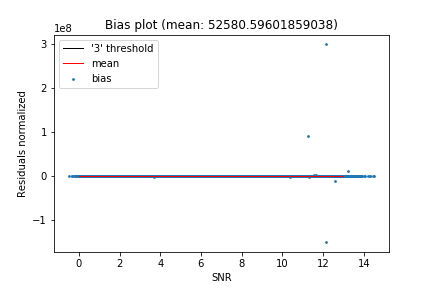 Bias plot (mean: 52580.59601859038)
1e8
'3' threshold
mean
bias
3
2
1
0
−1
Residuals normalized
0 2 4 6 8 10 12 14
SNR